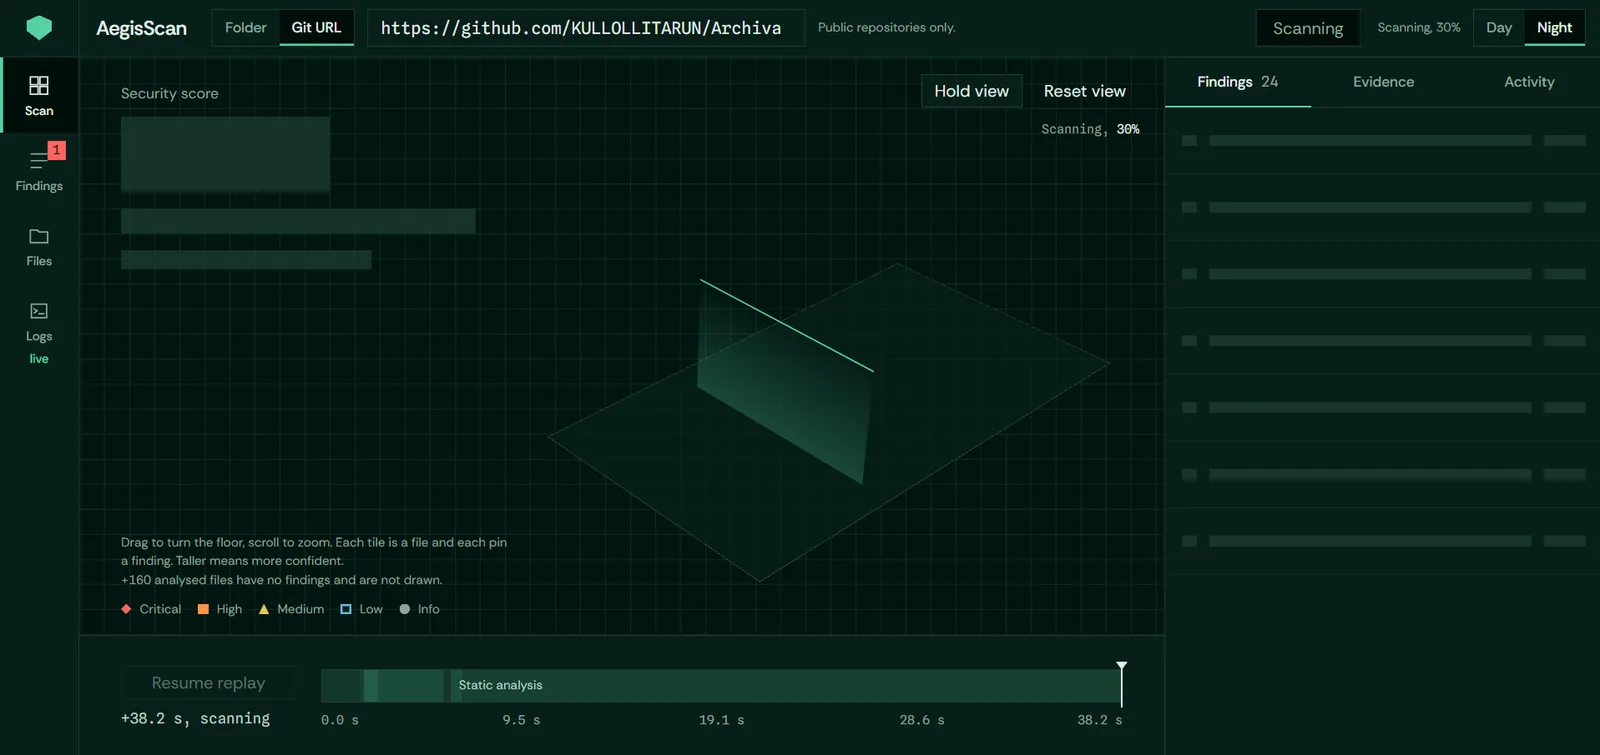 AegisScan
Folder
Git URL
https://github.com/KULLOLLITARUN/Archiva
Public repositories only.
Scanning
Scanning, 30%
Day
Night
Scan
1
Findings
Files
Logs
live
Security score
Hold view
Reset view
Scanning, 30%
Drag to turn the floor, scroll to zoom. Each tile is a file and each pin
a finding. Taller means more confident.
+160 analysed files have no findings and are not drawn.
Critical
High
Medium
Low
Info
Resume replay
+38.2 s, scanning
Static analysis
0.0 s
9.5 s
19.1 s
28.6 s
38.2 s
Findings 24
Evidence
Activity